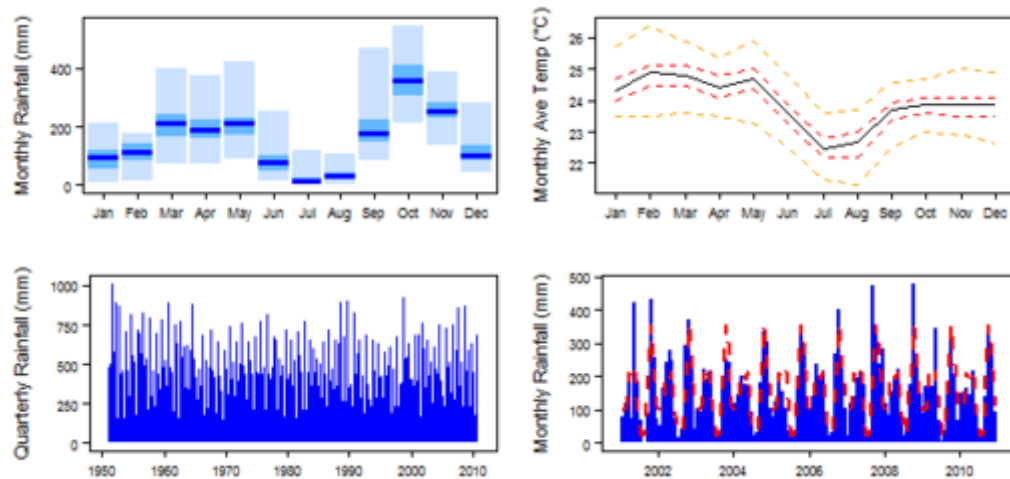 Monthly Rainfall (mm)
400
200
0
Jan Feb Mar Apr May Jun Jul Aug Sep Oct Nov Dec
Monthly Ave Temp (°C)
26
25
24
23
22
Jan Feb Mar Apr May Jun Jul Aug Sep Oct Nov Dec
Quarterly Rainfall (mm)
1000
750
500
250
0
1950 1960 1970 1980 1990 2000 2010
Monthly Rainfall (mm)
500
400
300
200
100
0
2002 2004 2006 2008 2010